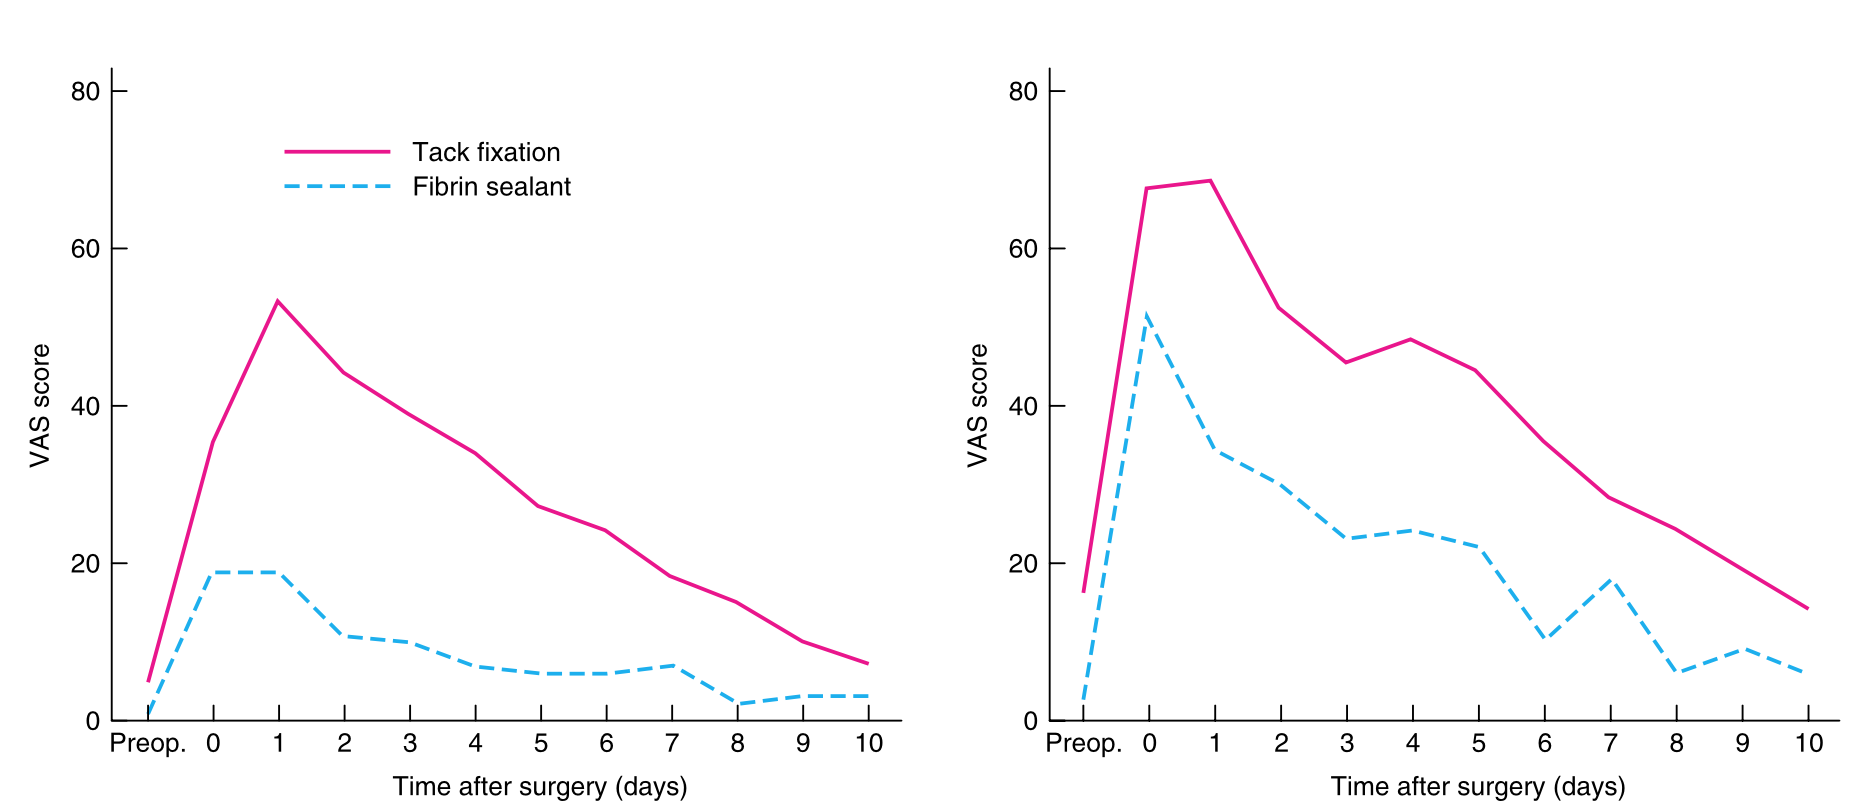 80
60
40
20
0
VAS score
Tack fixation
Fibrin sealant
Preop. 0 1 2 3 4 5 6 7 8 9 10
Time after surgery (days)
80
60
40
20
0
VAS score
Preop. 0 1 2 3 4 5 6 7 8 9 10
Time after surgery (days)